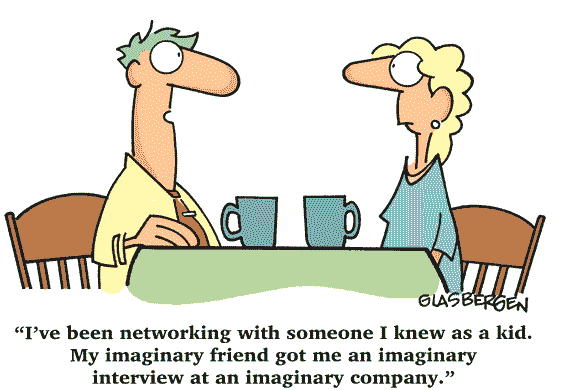 GLASBERGEN
“I’ve been networking with someone I knew as a kid.
My imaginary friend got me an imaginary
interview at an imaginary company.”